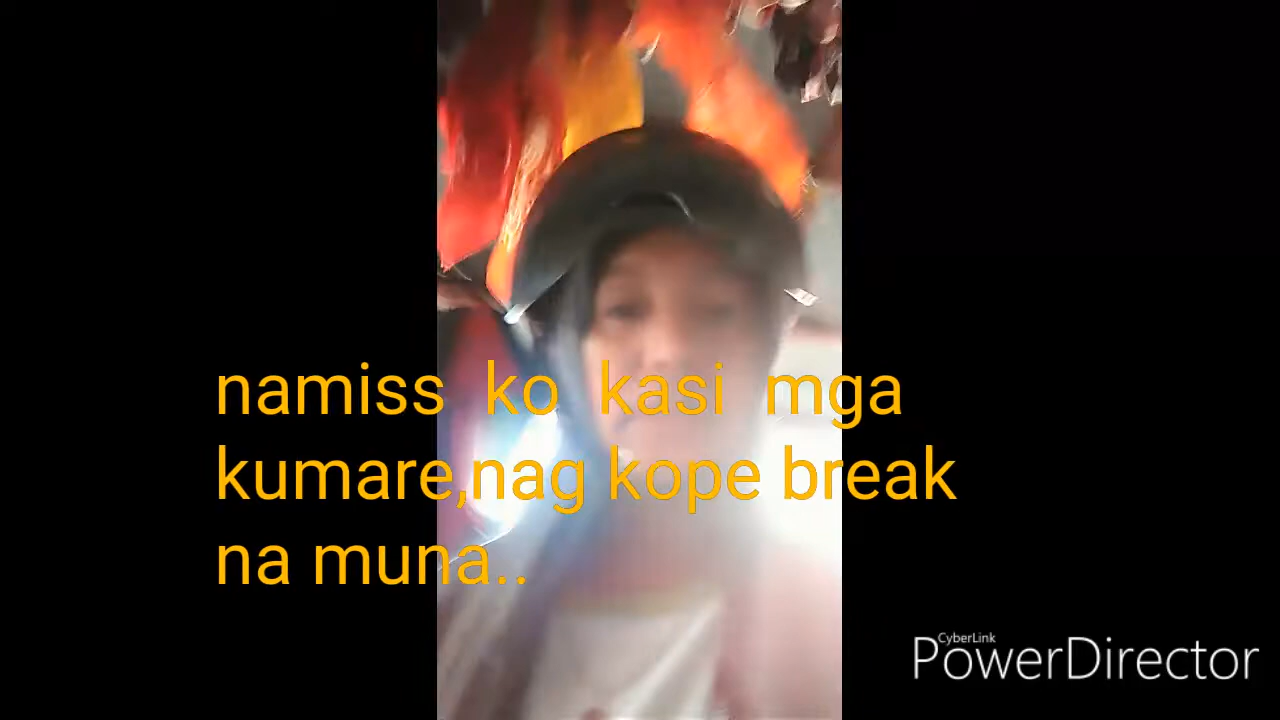 namiss ko kasi mga
kumare,nag kope break
na muna..
CyberLink
PowerDirector